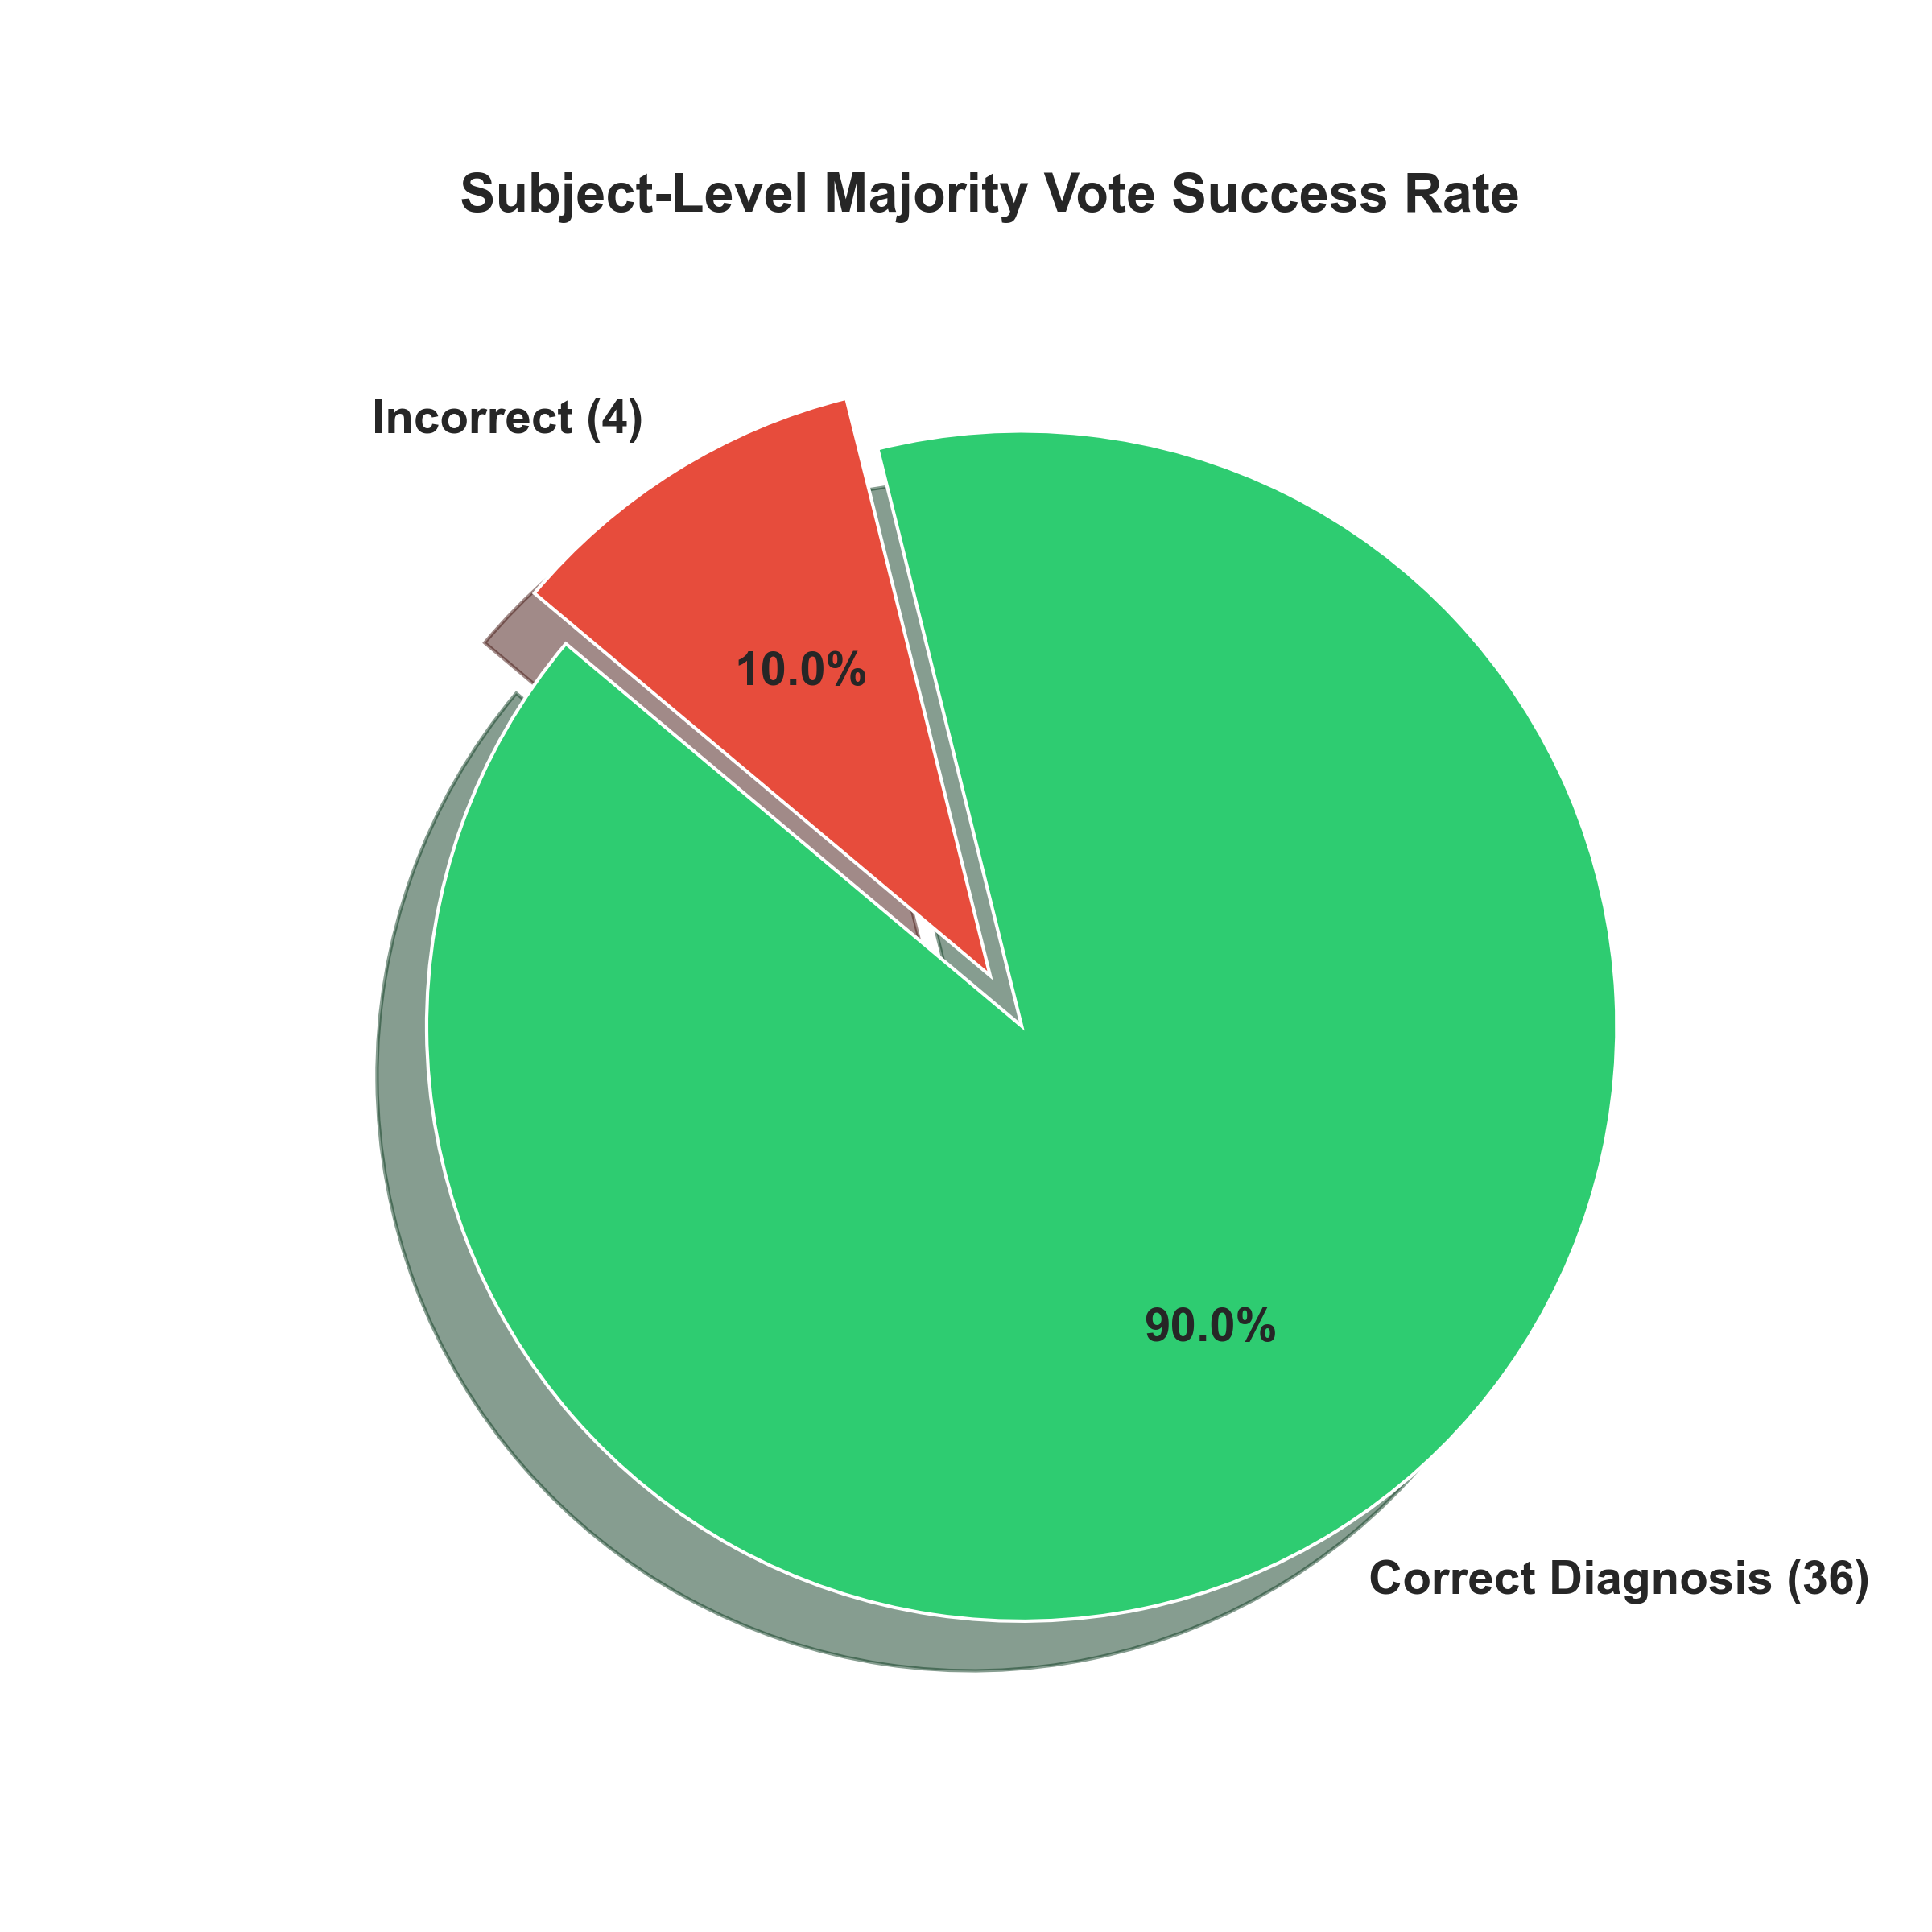 Subject-Level Majority Vote Success Rate
Incorrect (4)
10.0%
90.0%
Correct Diagnosis (36)